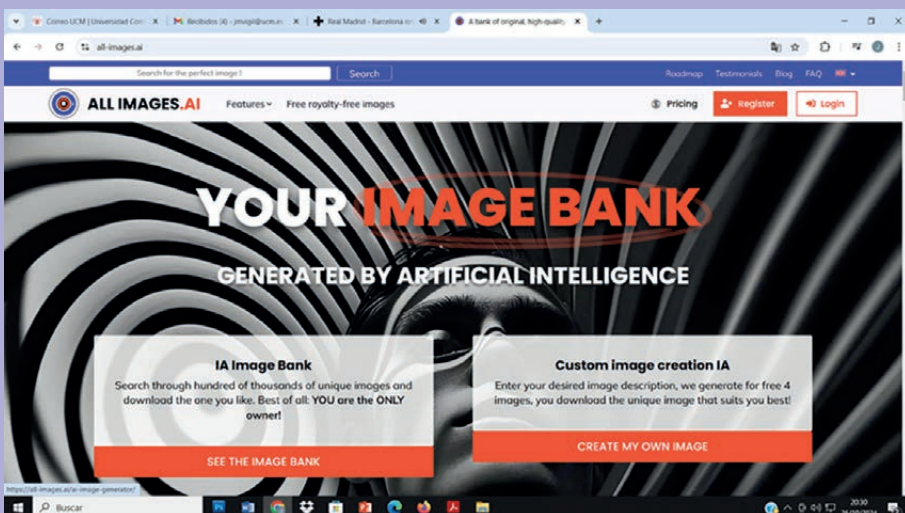 Correo UCM | Universidad Com
Recibidos (4) - jmvigil@ucm.es
Real Madrid - Barcelona en
A bank of original, high-quality
all-images.ai
Search for the perfect image !
Search
Roadmap
Testimonials
Blog
FAQ
ALL IMAGES.AI
Features
Free royalty-free images
Pricing
Register
Login
YOUR IMAGE BANK
GENERATED BY ARTIFICIAL INTELLIGENCE
IA Image Bank
Search through hundred of thousands of unique images and
download the one you like. Best of all: YOU are the ONLY
owner!
SEE THE IMAGE BANK
Custom image creation IA
Enter your desired image description, we generate for free 4
images, you download the unique image that suits you best!
CREATE MY OWN IMAGE
https://all-images.ai/ai-image-generator/
Buscar
20:30